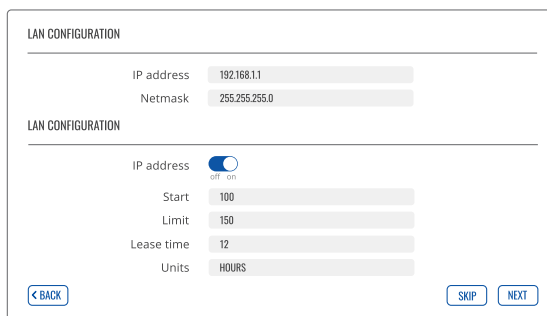 LAN CONFIGURATION
IP address 192.168.1.1
Netmask 255.255.255.0
LAN CONFIGURATION
IP address
off on
Start 100
Limit 150
Lease time 12
Units HOURS
< BACK SKIP NEXT